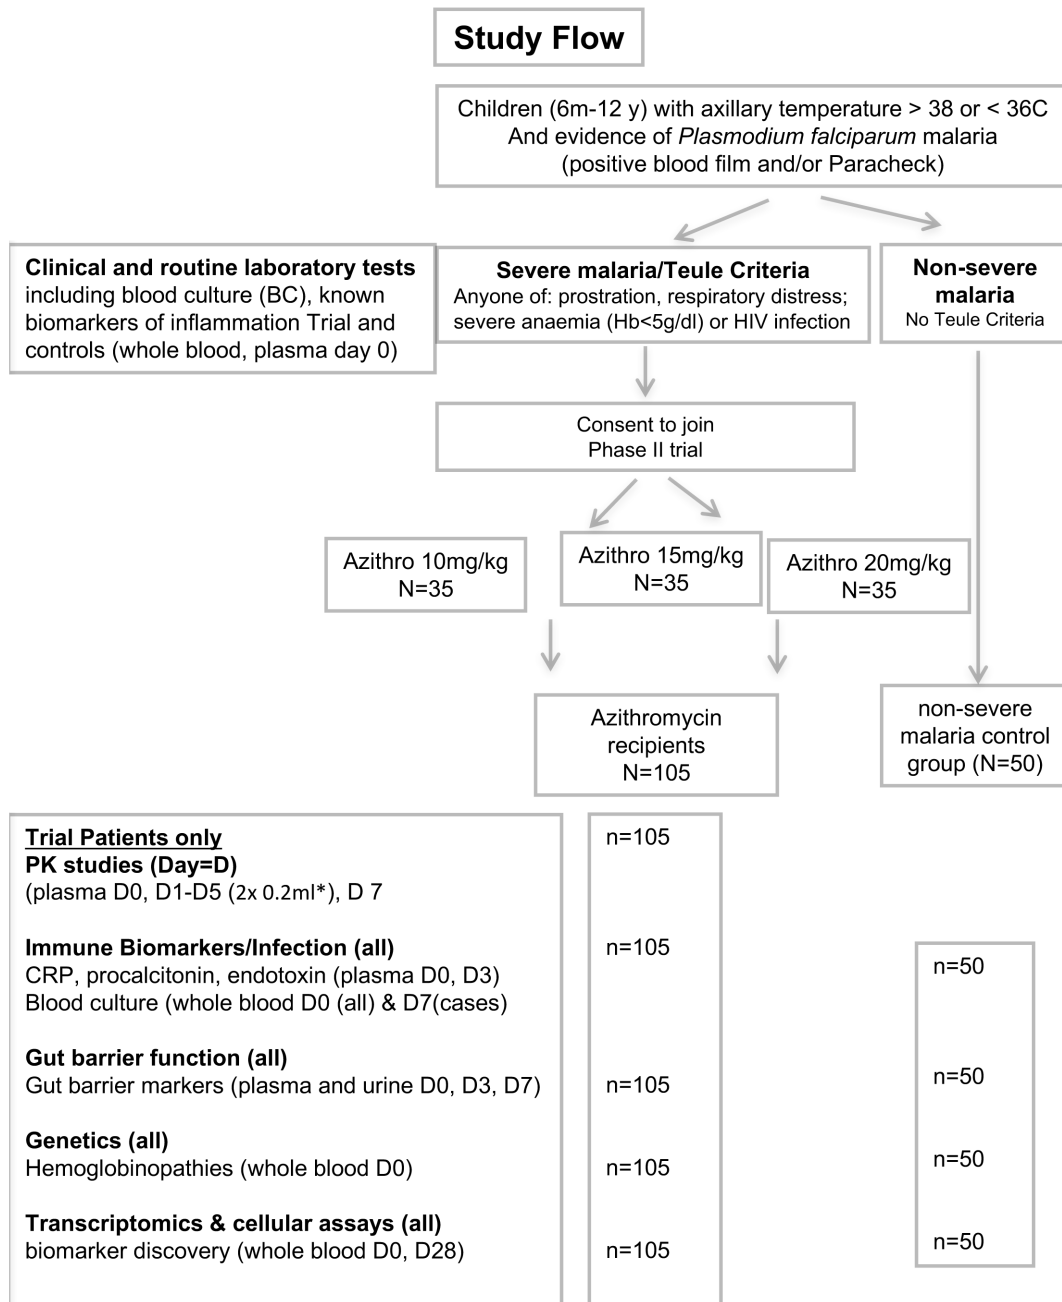 Study Flow
Children (6m-12 y) with axillary temperature > 38 or < 36C
And evidence of Plasmodium falciparum malaria
(positive blood film and/or Paracheck)
Clinical and routine laboratory tests
including blood culture (BC), known
biomarkers of inflammation Trial and
controls (whole blood, plasma day 0)
Severe malaria/Teule Criteria
Anyone of: prostration, respiratory distress;
severe anaemia (Hb<5g/dl) or HIV infection
Non-severe
malaria
No Teule Criteria
Consent to join
Phase II trial
Azithro 10mg/kg
N=35
Azithro 15mg/kg
N=35
Azithro 20mg/kg
N=35
Azithromycin
recipients
N=105
non-severe
malaria control
group (N=50)
Trial Patients only
PK studies (Day=D)
(plasma D0, D1-D5 (2x 0.2ml*), D 7
n=105
Immune Biomarkers/Infection (all)
CRP, procalcitonin, endotoxin (plasma D0, D3)
Blood culture (whole blood D0 (all) & D7(cases)
n=105
n=50
Gut barrier function (all)
Gut barrier markers (plasma and urine D0, D3, D7)
n=105
n=50
Genetics (all)
Hemoglobinopathies (whole blood D0)
n=105
n=50
Transcriptomics & cellular assays (all)
biomarker discovery (whole blood D0, D28)
n=105
n=50